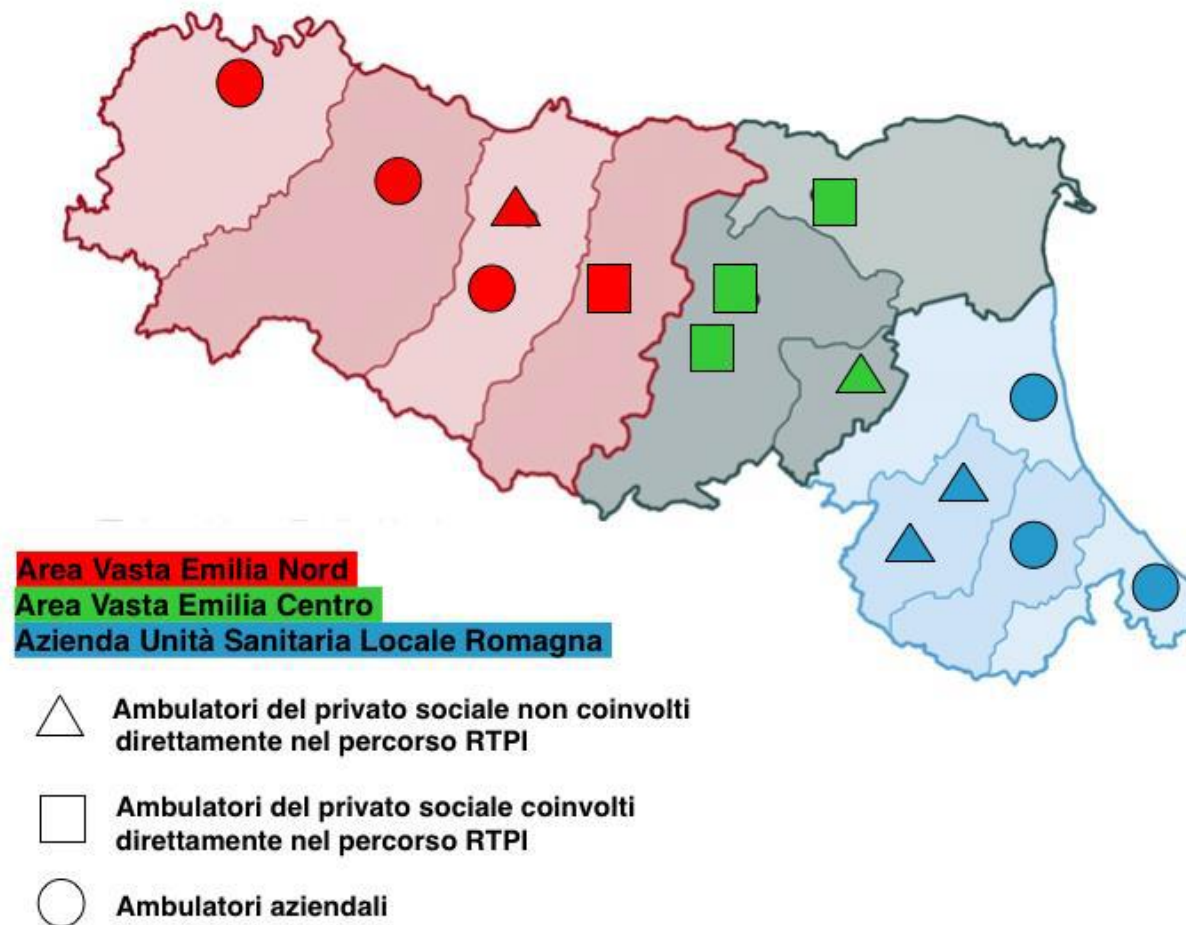 Area Vasta Emilia Nord
Area Vasta Emilia Centro
Azienda Unità Sanitaria Locale Romagna
Ambulatori del privato sociale non coinvolti
direttamente nel percorso RTPI
Ambulatori del privato sociale coinvolti
direttamente nel percorso RTPI
Ambulatori aziendali